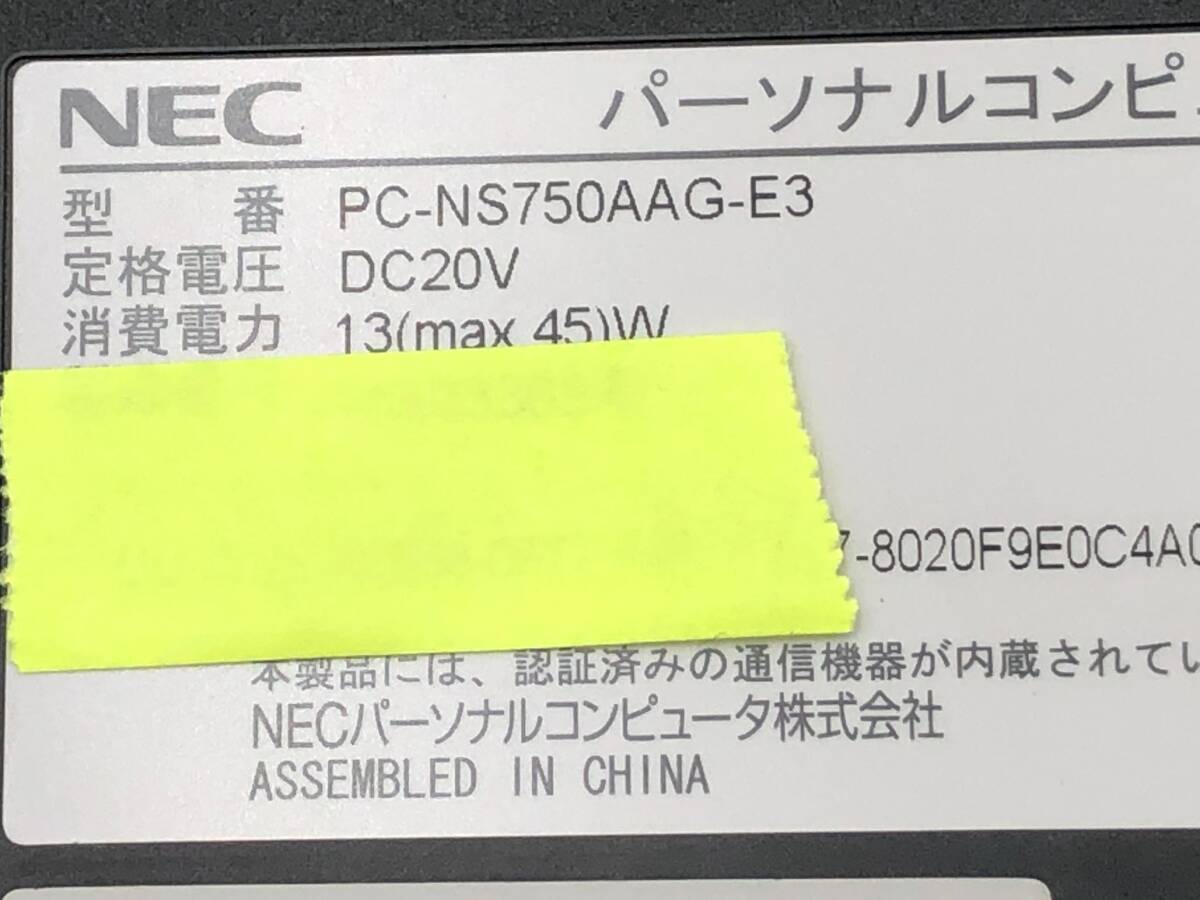 NEC パーソナルコンピュ
型番 PC-NS750AAG-E3
定格電圧 DC20V
消費電力 13(max 45)W
7-8020F9E0C4A0
本製品には、認証済みの通信機器が内蔵されてい
NECパーソナルコンピュータ株式会社
ASSEMBLED IN CHINA